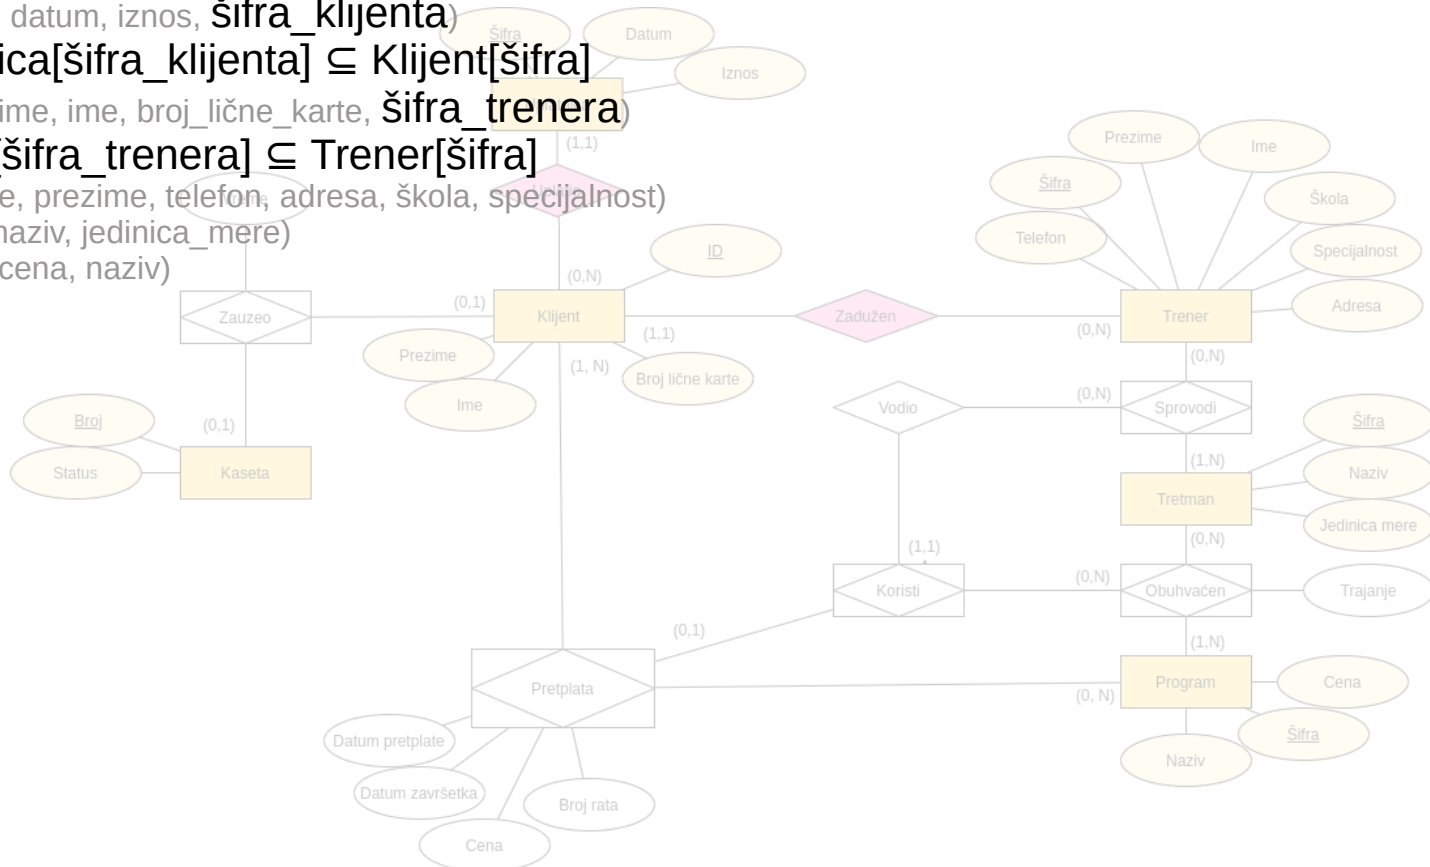 datum, iznos, šifra_klijenta)
ica[šifra_klijenta] ⊆ Klijent[šifra]
ime, ime, broj_lične_karte, šifra_trenera)
[šifra_trenera] ⊆ Trener[šifra]
e, prezime, telefon, adresa, škola, specijalnost)
naziv, jedinica_mere)
cena, naziv)
Šifra
Datum
Iznos
(1,1)
(0,N)
ID
Prezime
Ime
Šifra
Škola
Telefon
Specijalnost
Adresa
Zauzeo
(0,1)
Klijent
(1,1)
Zadužen
(0,N)
Trener
(0,N)
Prezime
Ime
(1, N)
Broj lične karte
Vodio
(0,N)
Sprovodi
(1,N)
Broj
Status
(0,1)
Kaseta
Tretman
Šifra
Naziv
Jedinica mere
(0,N)
(1,1)
Koristi
(0,N)
Obuhvaćen
Trajanje
(0,1)
(1,N)
Pretplata
(0, N)
Program
Cena
Šifra
Naziv
Datum pretplate
Datum završetka
Broj rata
Cena